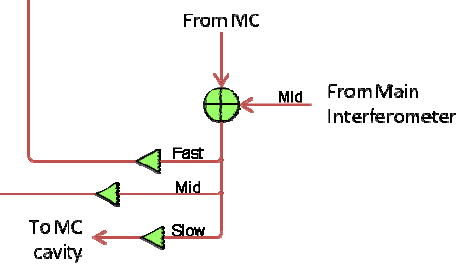 From MC
Mid
From Main
Interferometer
Fast
Mid
Slow
To MC
cavity